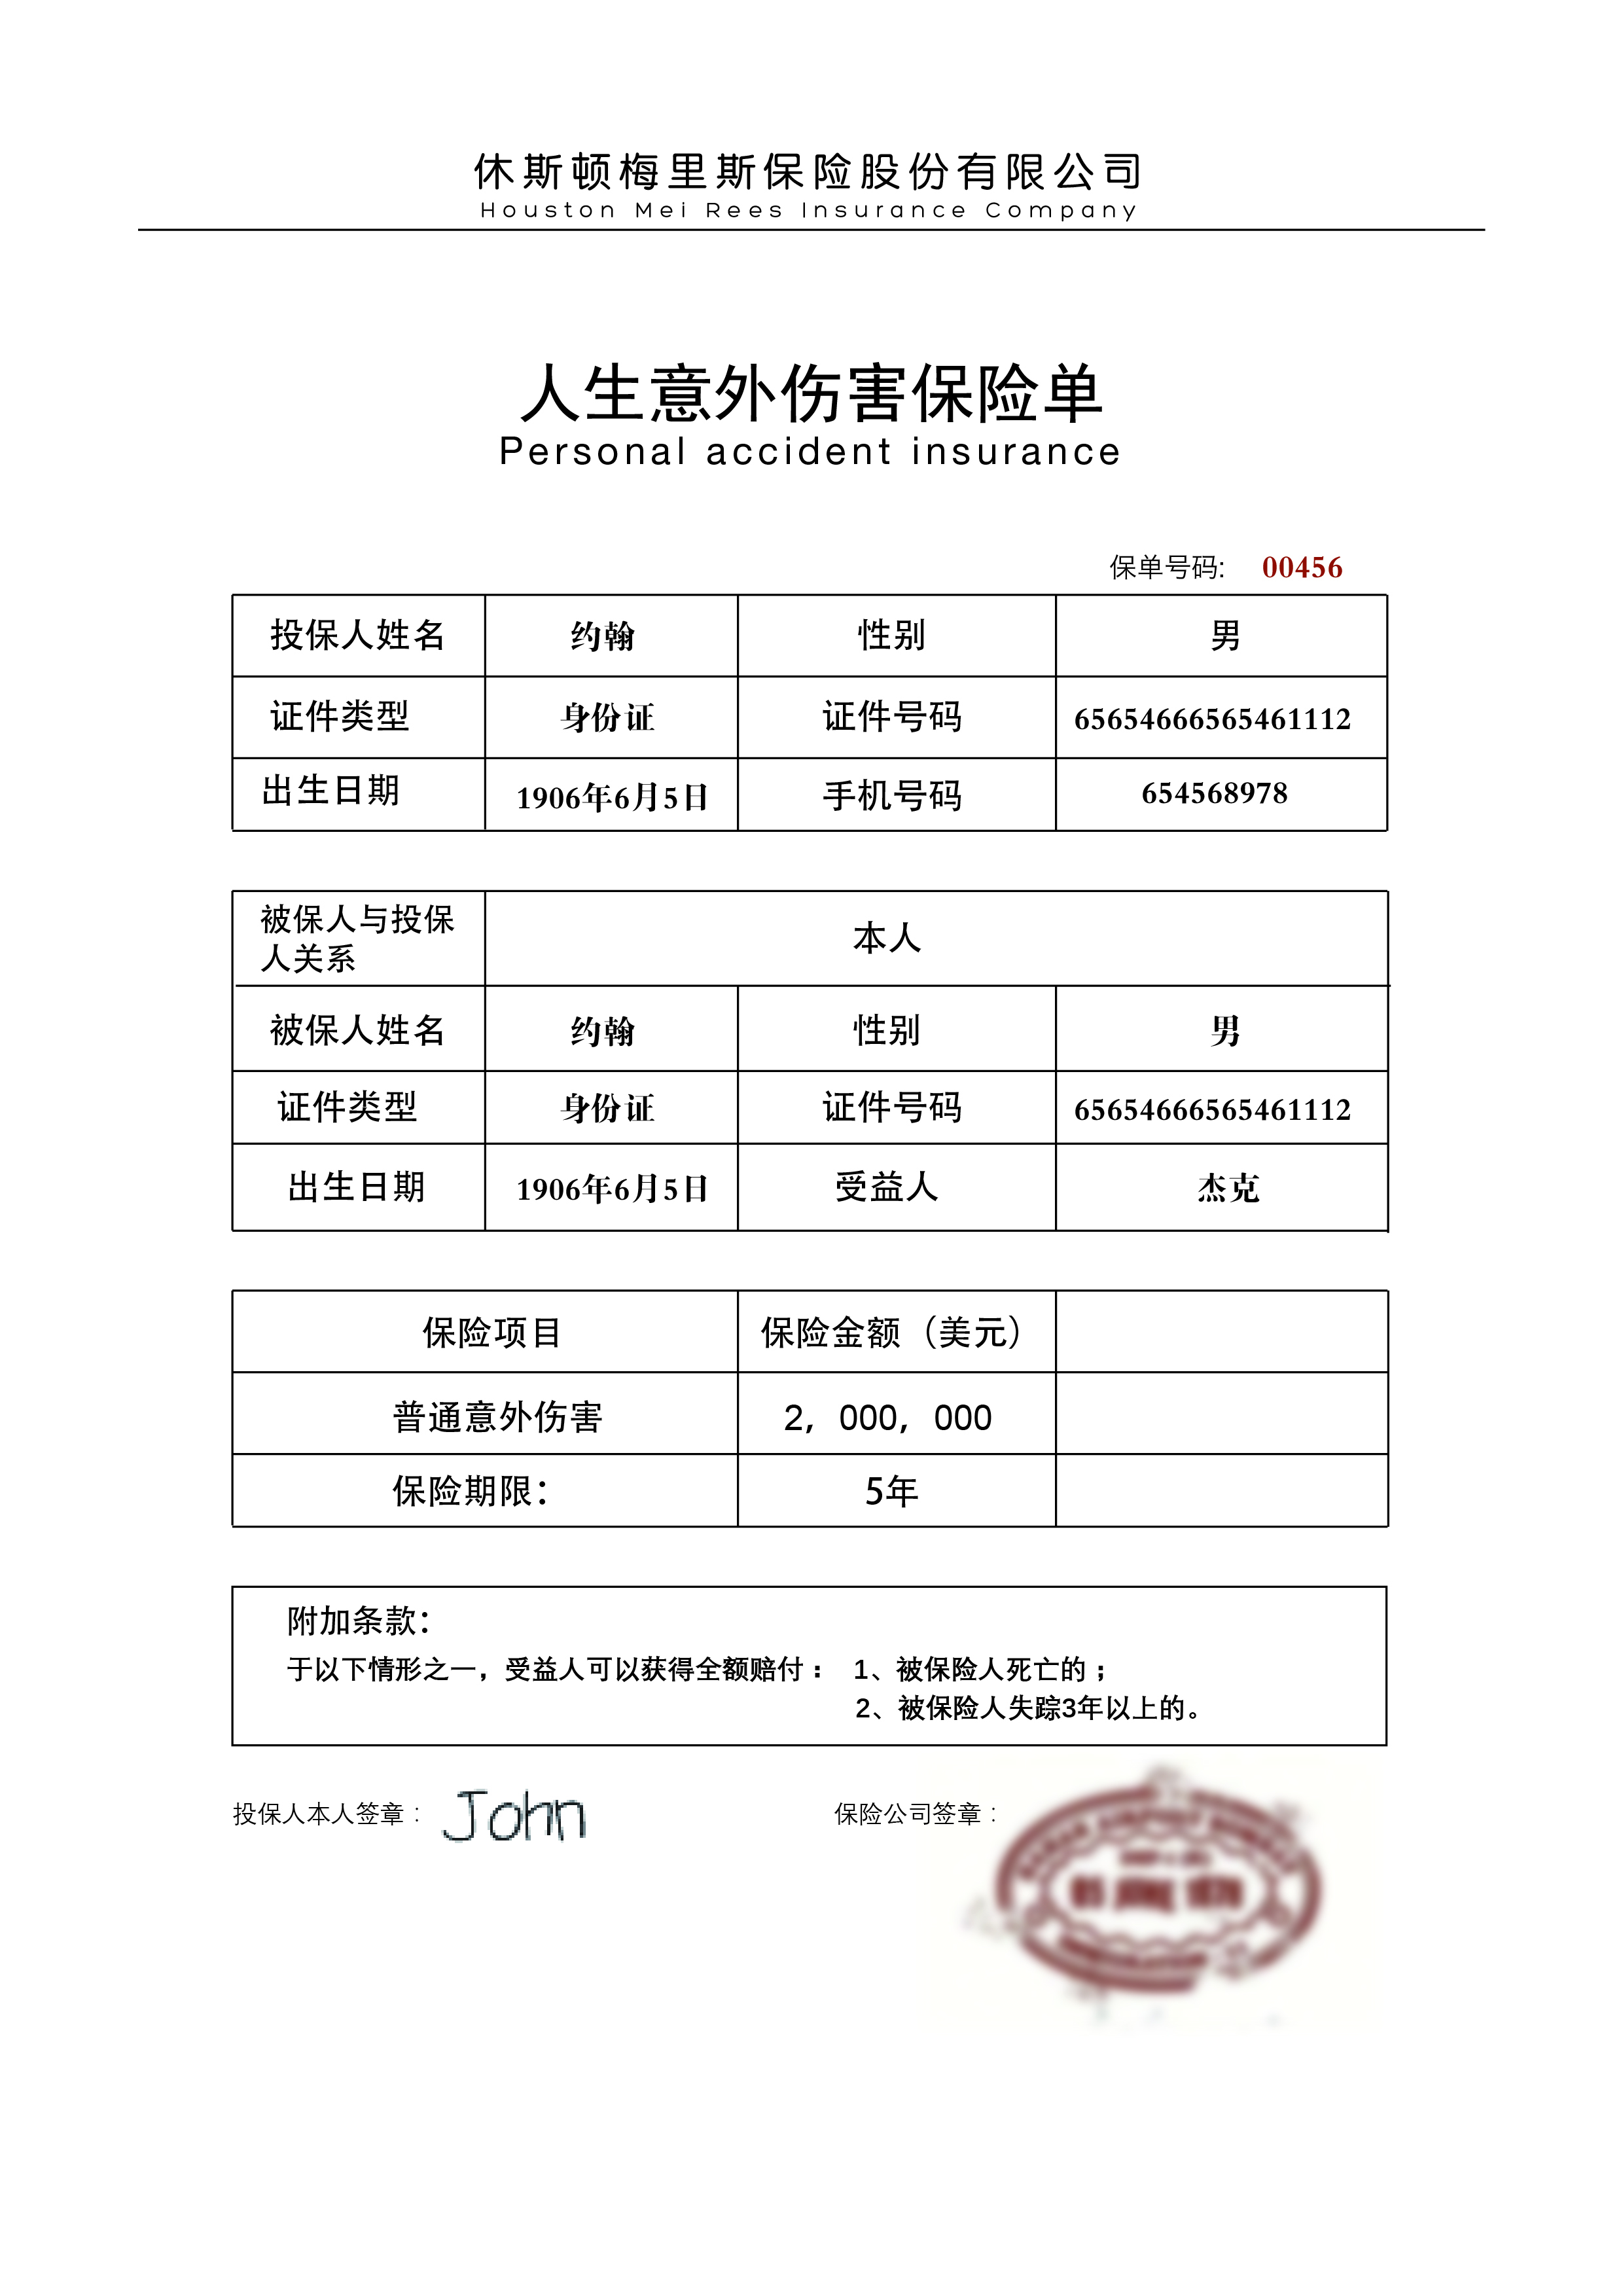 休斯顿梅里斯保险股份有限公司
Houston Mei Rees Insurance Company
人生意外伤害保险单
Personal accident insurance
保单号码: 00456
投保人姓名 约翰 性别 男
证件类型 身份证 证件号码 65654666565461112
出生日期 1906年6月5日 手机号码 654568978
被保人与投保
人关系
本人
被保人姓名 约翰 性别 男
证件类型 身份证 证件号码 65654666565461112
出生日期 1906年6月5日 受益人 杰克
保险项目 保险金额（美元）
普通意外伤害 2，000，000
保险期限： 5年
附加条款：
于以下情形之一，受益人可以获得全额赔付： 1、被保险人死亡的；
2、被保险人失踪3年以上的。
投保人本人签章： John 保险公司签章：